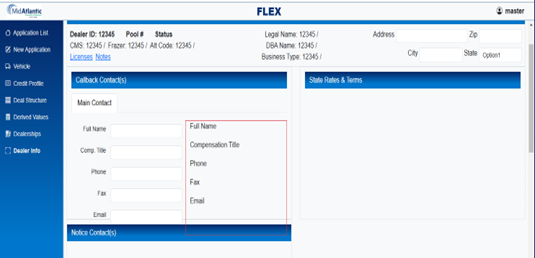 MidAtlantic
FLEX
master
Application List
New Application
Vehicle
Credit Profile
Deal Structure
Derived Values
Dealerships
Dealer Info
Dealer ID: 12345 Pool # Status
CMS: 12345 / Frazer: 12345 / Alt Code: 12345 /
Licenses Notes
Legal Name: 12345 /
DBA Name: 12345 /
Business Type: 12345 /
Address Zip
City State Option1
Callback Contact(s)
Main Contact
Full Name
Comp. Title
Phone
Fax
Email
Full Name
Compensation Title
Phone
Fax
Email
State Rates & Terms
Notice Contact(s)